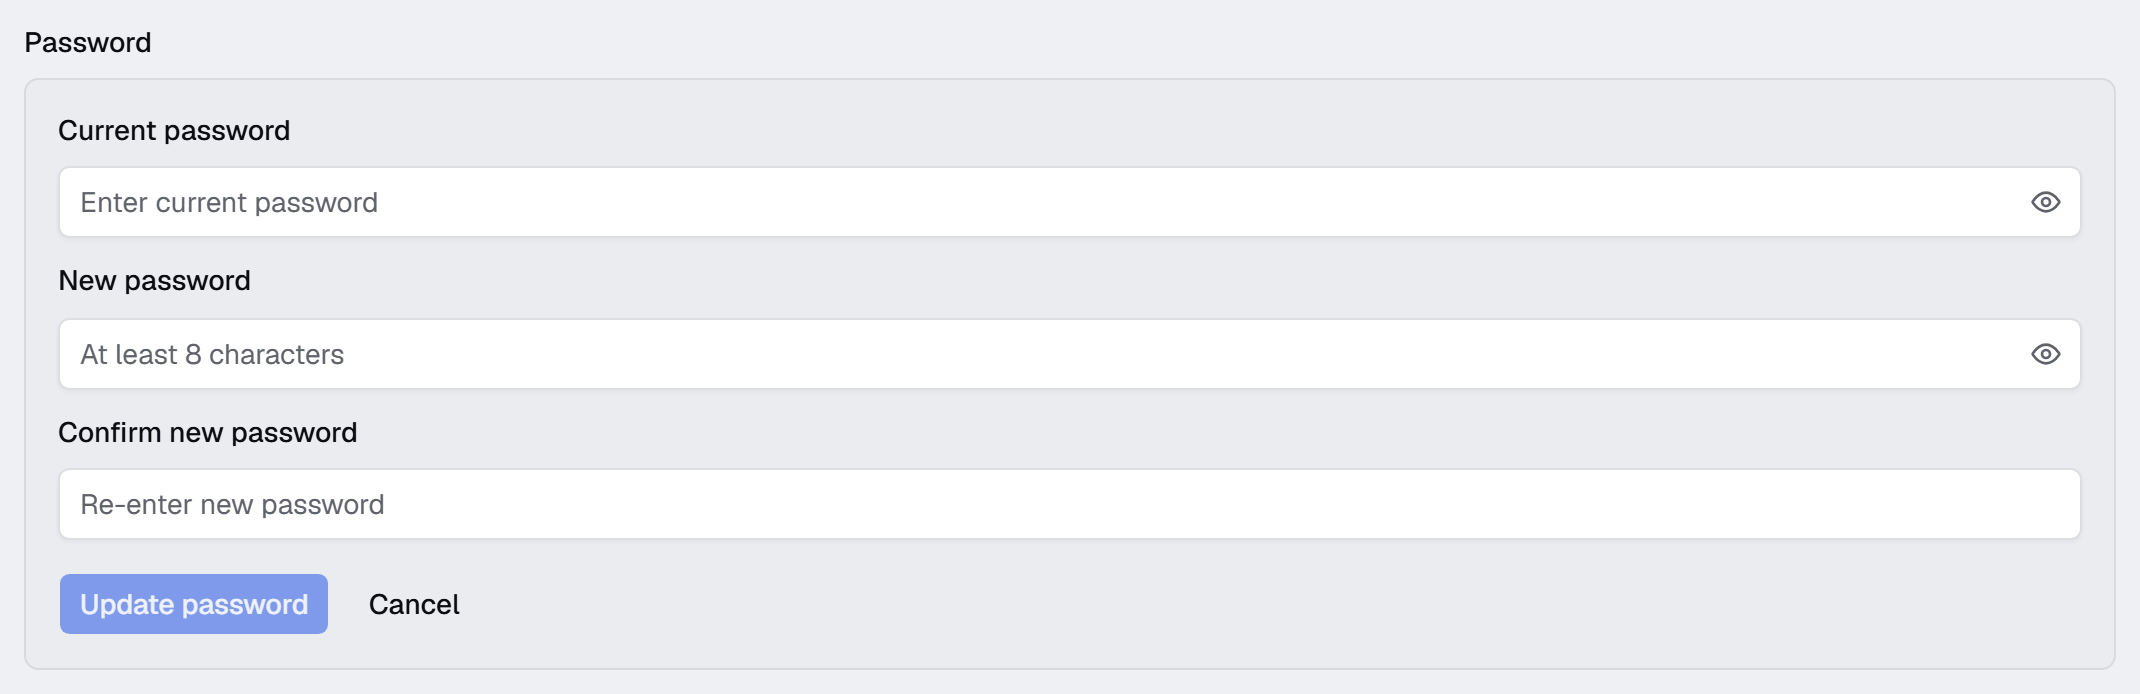 Password
Current password
Enter current password
New password
At least 8 characters
Confirm new password
Re-enter new password
Update password Cancel